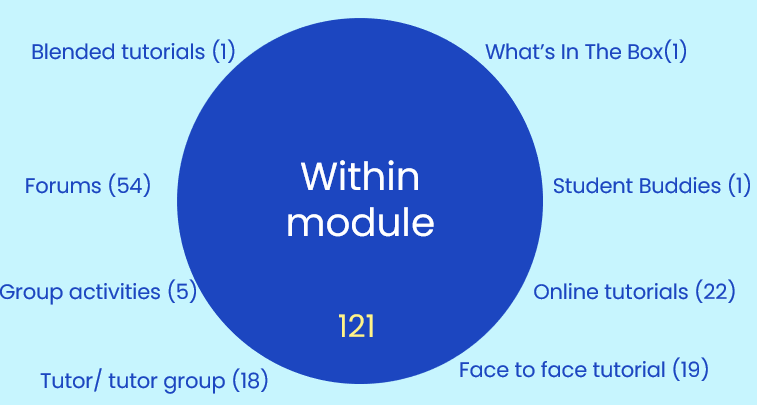 Blended tutorials (1)
What's In The Box(1)
Forums (54)
Within
module
Student Buddies (1)
Group activities (5)
Online tutorials (22)
121
Tutor/ tutor group (18)
Face to face tutorial (19)